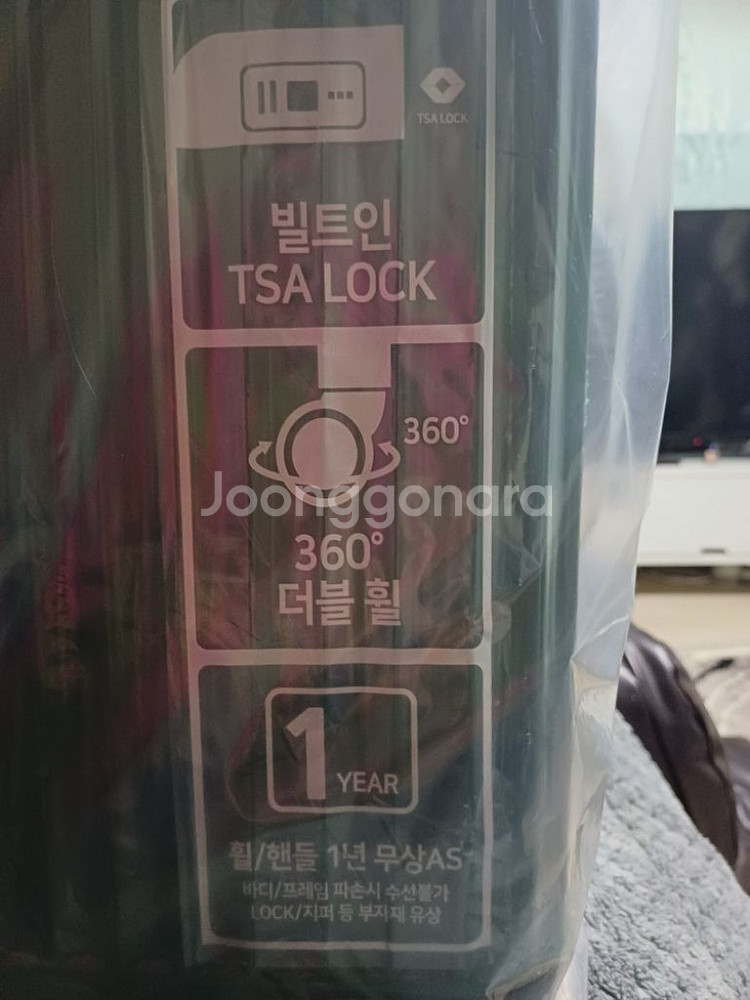 TSA LOCK
빌트인
TSA LOCK
360°
Joonggonara
360°
더블 휠
1 YEAR
휠/핸들 1년 무상AS
바디/프레임 파손시 수선불가
LOCK/지퍼 등 부자재 유상